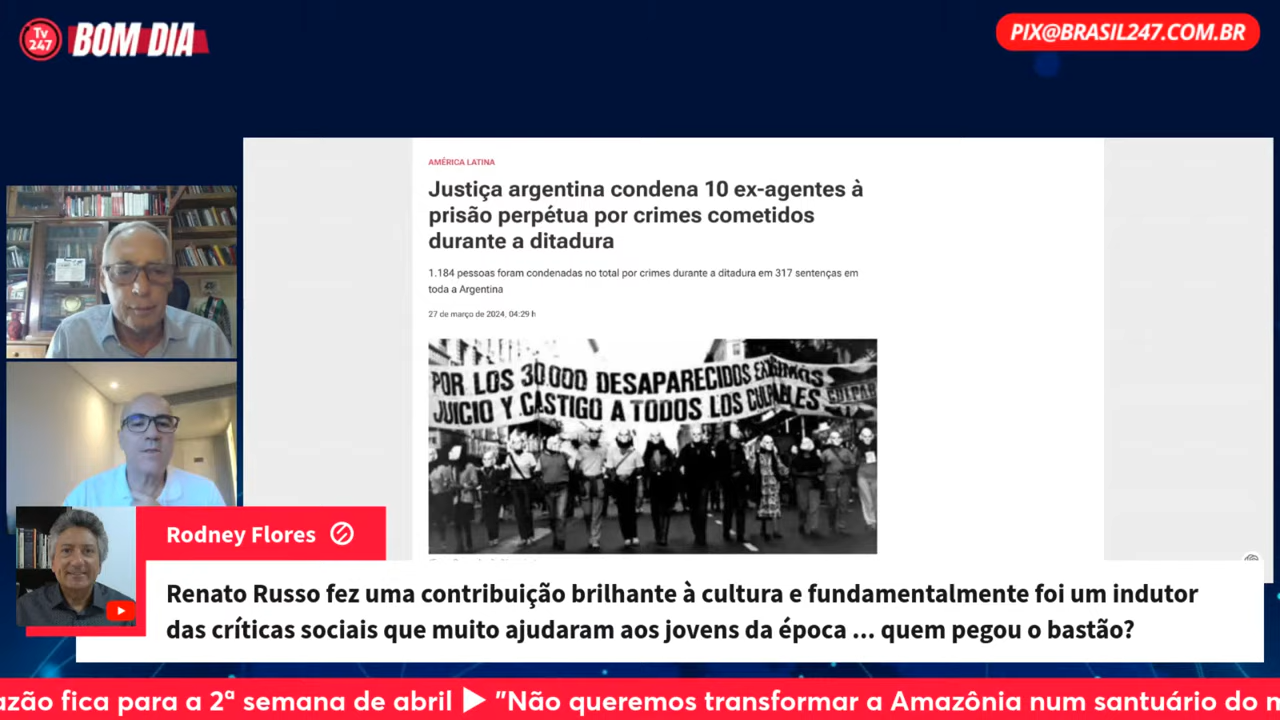 Tv
247
BOM DIA
PIX@BRASIL247.COM.BR
AMÉRICA LATINA
Justiça argentina condena 10 ex-agentes à
prisão perpétua por crimes cometidos
durante a ditadura
1.184 pessoas foram condenadas no total por crimes durante a ditadura em 317 sentenças em
toda a Argentina
27 de março de 2024, 04:29 h
POR LOS 30.000 DESAPARECIDOS
JUICIO Y CASTIGO A TODOS LOS CULPABLES
Rodney Flores
Renato Russo fez uma contribuição brilhante à cultura e fundamentalmente foi um indutor
das críticas sociais que muito ajudaram aos jovens da época ... quem pegou o bastão?
azão fica para a 2ª semana de abril ▶ "Não queremos transformar a Amazônia num santuário do